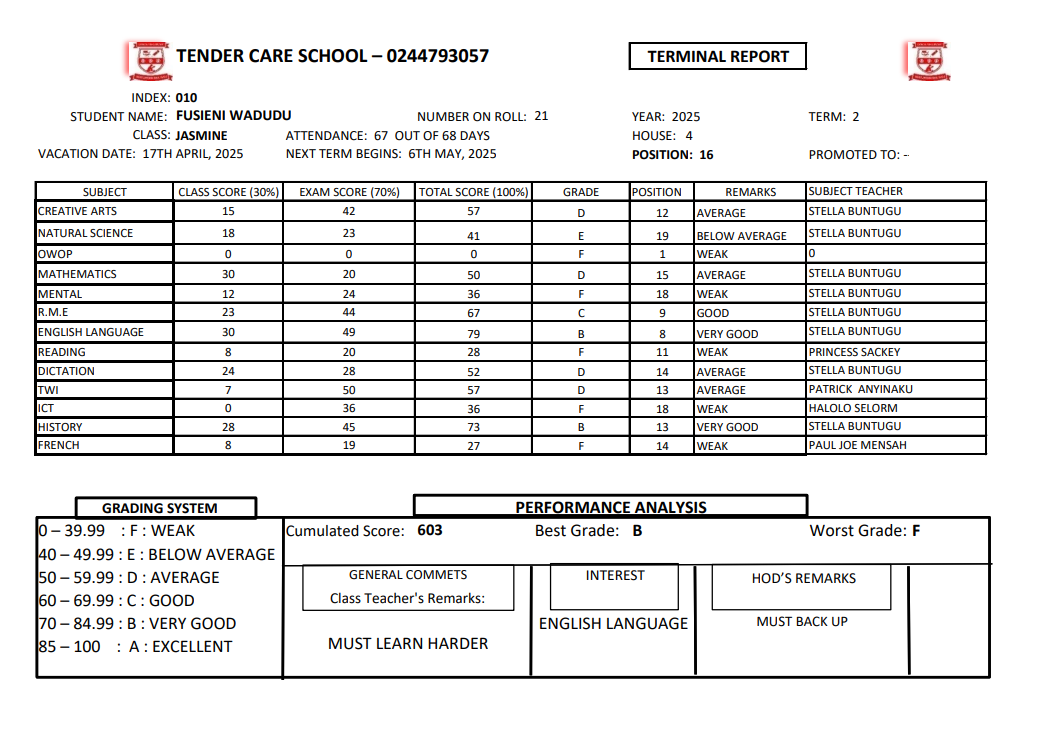 TENDER CARE SCHOOL – 0244793057 TERMINAL REPORT
INDEX: 010
STUDENT NAME: FUSIENI WADUDU NUMBER ON ROLL: 21 YEAR: 2025 TERM: 2
CLASS: JASMINE ATTENDANCE: 67 OUT OF 68 DAYS HOUSE: 4
VACATION DATE: 17TH APRIL, 2025 NEXT TERM BEGINS: 6TH MAY, 2025 POSITION: 16 PROMOTED TO: --
SUBJECT CLASS SCORE (30%) EXAM SCORE (70%) TOTAL SCORE (100%) GRADE POSITION REMARKS SUBJECT TEACHER
CREATIVE ARTS 15 42 57 D 12 AVERAGE STELLA BUNTUGU
NATURAL SCIENCE 18 23 41 E 19 BELOW AVERAGE STELLA BUNTUGU
OWOP 0 0 0 F 1 WEAK 0
MATHEMATICS 30 20 50 D 15 AVERAGE STELLA BUNTUGU
MENTAL 12 24 36 F 18 WEAK STELLA BUNTUGU
R.M.E 23 44 67 C 9 GOOD STELLA BUNTUGU
ENGLISH LANGUAGE 30 49 79 B 8 VERY GOOD STELLA BUNTUGU
READING 8 20 28 F 11 WEAK PRINCESS SACKEY
DICTATION 24 28 52 D 14 AVERAGE STELLA BUNTUGU
TWI 7 50 57 D 13 AVERAGE PATRICK ANYINAKU
ICT 0 36 36 F 18 WEAK HALOLO SELORM
HISTORY 28 45 73 B 13 VERY GOOD STELLA BUNTUGU
FRENCH 8 19 27 F 14 WEAK PAUL JOE MENSAH
GRADING SYSTEM PERFORMANCE ANALYSIS
0 – 39.99 : F : WEAK
40 – 49.99 : E : BELOW AVERAGE
50 – 59.99 : D : AVERAGE
60 – 69.99 : C : GOOD
70 – 84.99 : B : VERY GOOD
85 – 100 : A : EXCELLENT
Cumulated Score: 603 Best Grade: B Worst Grade: F
GENERAL COMMETS
Class Teacher's Remarks:
MUST LEARN HARDER
INTEREST
ENGLISH LANGUAGE
HOD'S REMARKS
MUST BACK UP